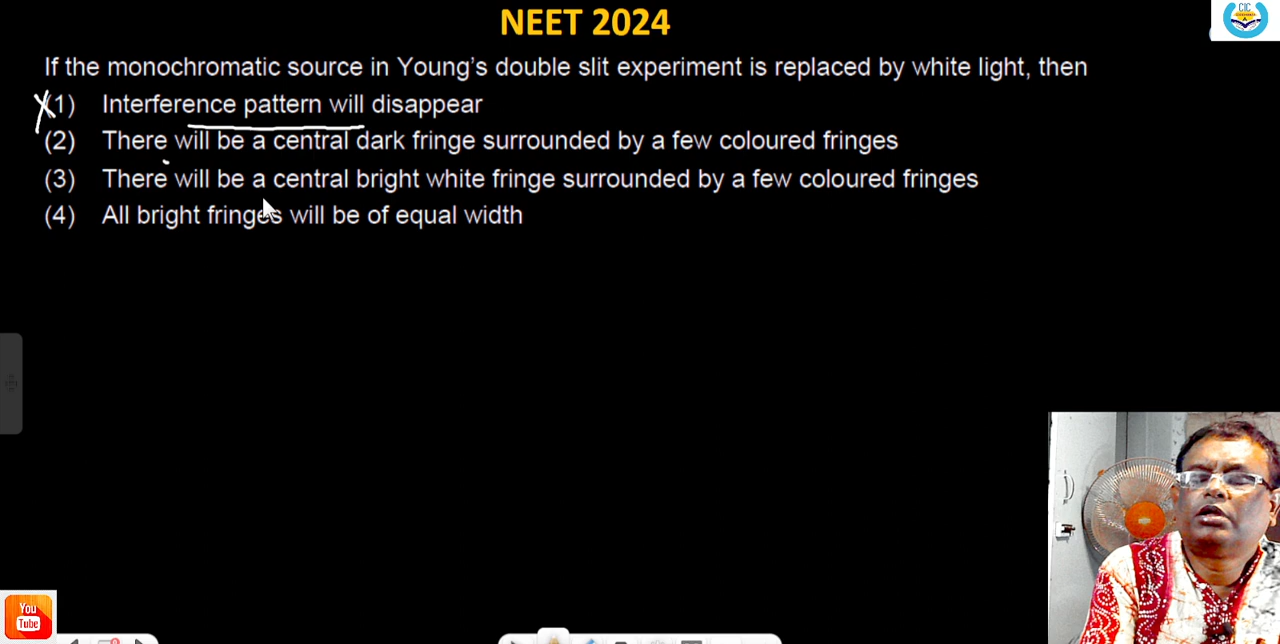 NEET 2024
CIC
If the monochromatic source in Young's double slit experiment is replaced by white light, then
(1) Interference pattern will disappear
(2) There will be a central dark fringe surrounded by a few coloured fringes
(3) There will be a central bright white fringe surrounded by a few coloured fringes
(4) All bright fringes will be of equal width
You
Tube